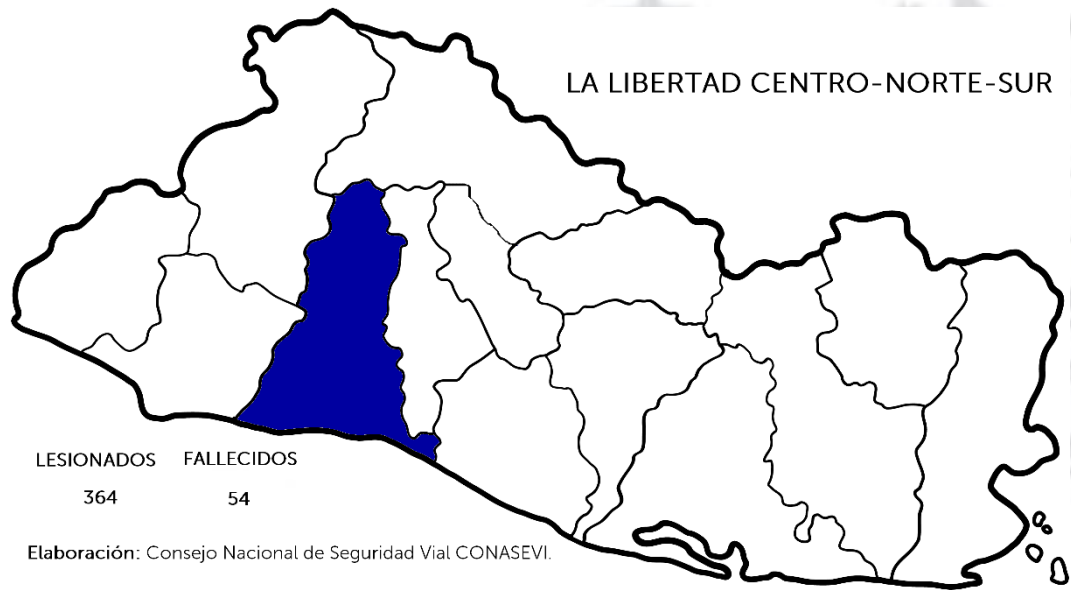 LA LIBERTAD CENTRO-NORTE-SUR
LESIONADOS FALLECIDOS
364 54
Elaboración: Consejo Nacional de Seguridad Vial CONASEVI.